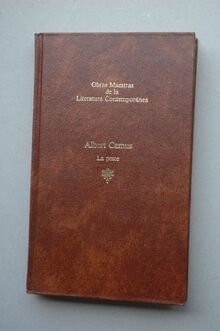 Obras Maestras
de la
Literatura Contemporánea
Albert Camus
La peste